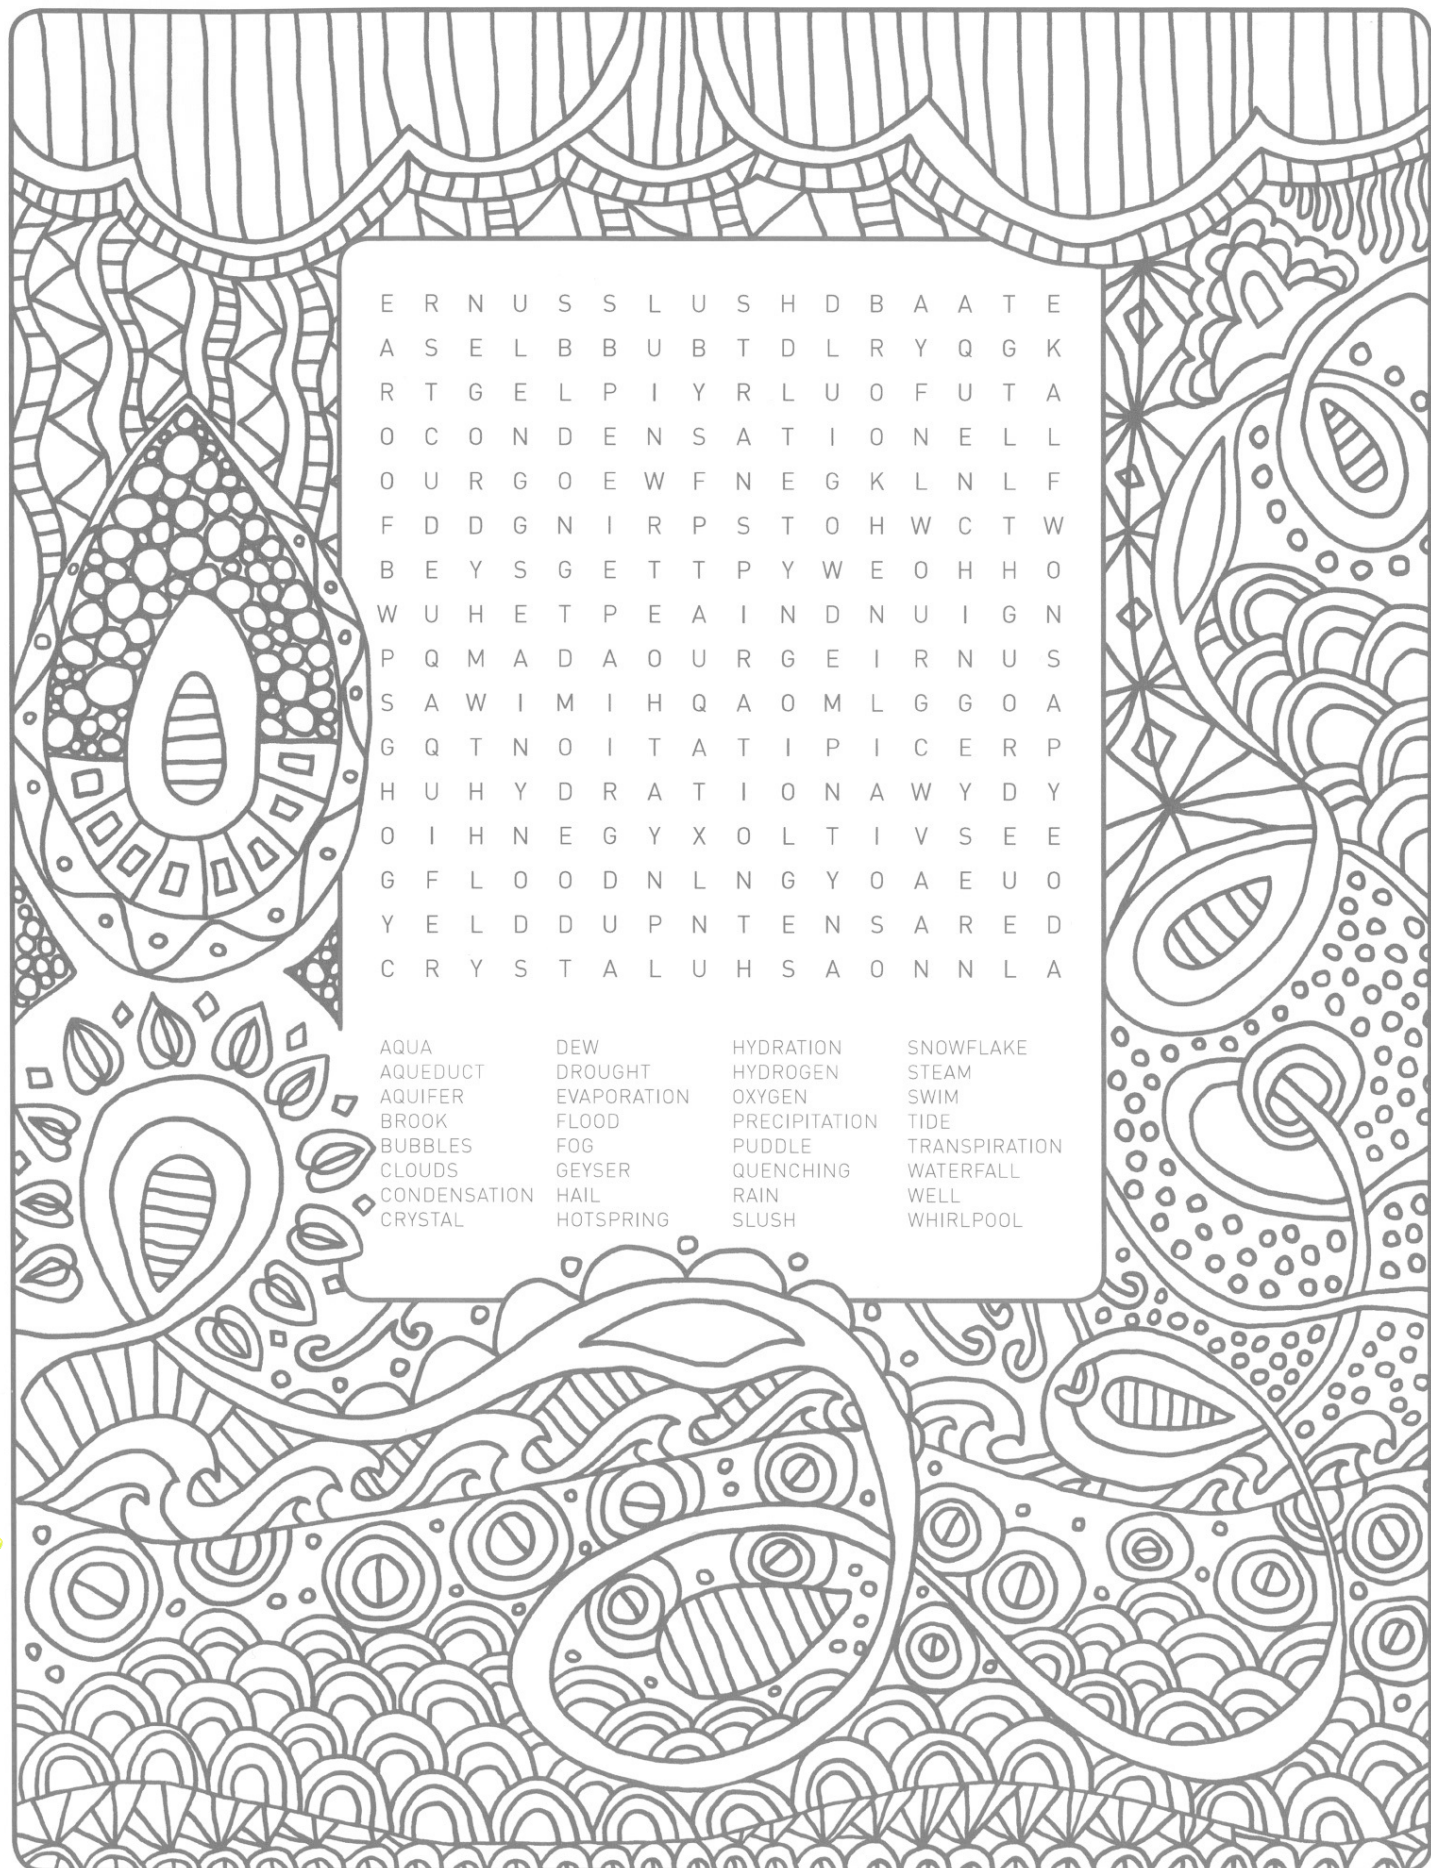 E R N U S S L U S H D B A A T E
A S E L B B U B T D L R Y Q G K
R T G E L P I Y R L U O F U T A
O C O N D E N S A T I O N E L L
O U R G O E W F N E G K L N L F
F D D G N I R P S T O H W C T W
B E Y S G E T T P Y W E O H H O
W U H E T P E A I N D N U I G N
P Q M A D A O U R G E I R N U S
S A W I M I H Q A O M L G G O A
G Q T N O I T A T I P I C E R P
H U H Y D R A T I O N A W Y D Y
O I H N E G Y X O L T I V S E E
G F L O O D N L N G Y O A E U O
Y E L D D U P N T E N S A R E D
C R Y S T A L U H S A O N N L A
AQUA DEW HYDRATION SNOWFLAKE
AQUEDUCT DROUGHT HYDROGEN STEAM
AQUIFER EVAPORATION OXYGEN SWIM
BROOK FLOOD PRECIPITATION TIDE
BUBBLES FOG PUDDLE TRANSPIRATION
CLOUDS GEYSER QUENCHING WATERFALL
CONDENSATION HAIL RAIN WELL
CRYSTAL HOTSPRING SLUSH WHIRLPOOL